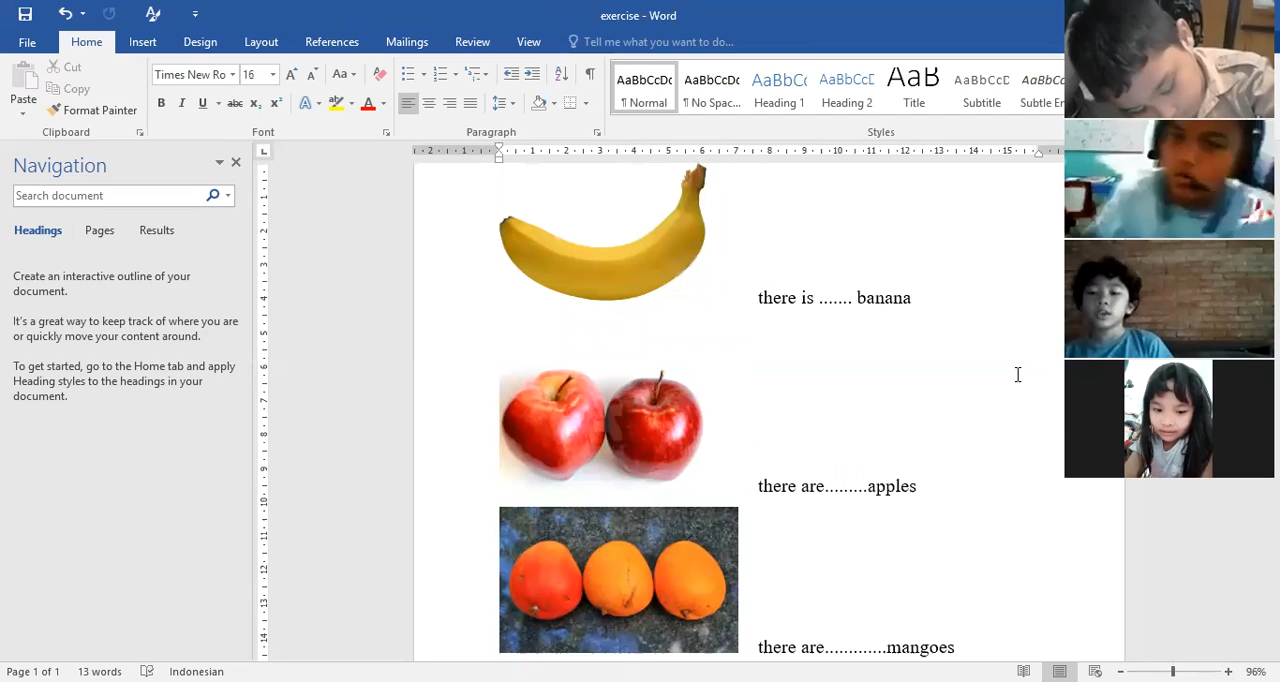 exercise - Word
File Home Insert Design Layout References Mailings Review View Tell me what you want to do...
Paste
Cut
Copy
Format Painter
Clipboard
Times New Ro 16
Font
Paragraph
AaBbCcDc AaBbCcDc AaBbCc AaBbCcE AaB AaBbCcD AaBbCcD
¶ Normal ¶ No Spac... Heading 1 Heading 2 Title Subtitle Subtle Em
Styles
Navigation
Search document
Headings Pages Results
Create an interactive outline of your
document.
It's a great way to keep track of where you are
or quickly move your content around.
To get started, go to the Home tab and apply
Heading styles to the headings in your
document.
there is ....... banana
there are.........apples
there are.............mangoes
Page 1 of 1 13 words Indonesian 96%